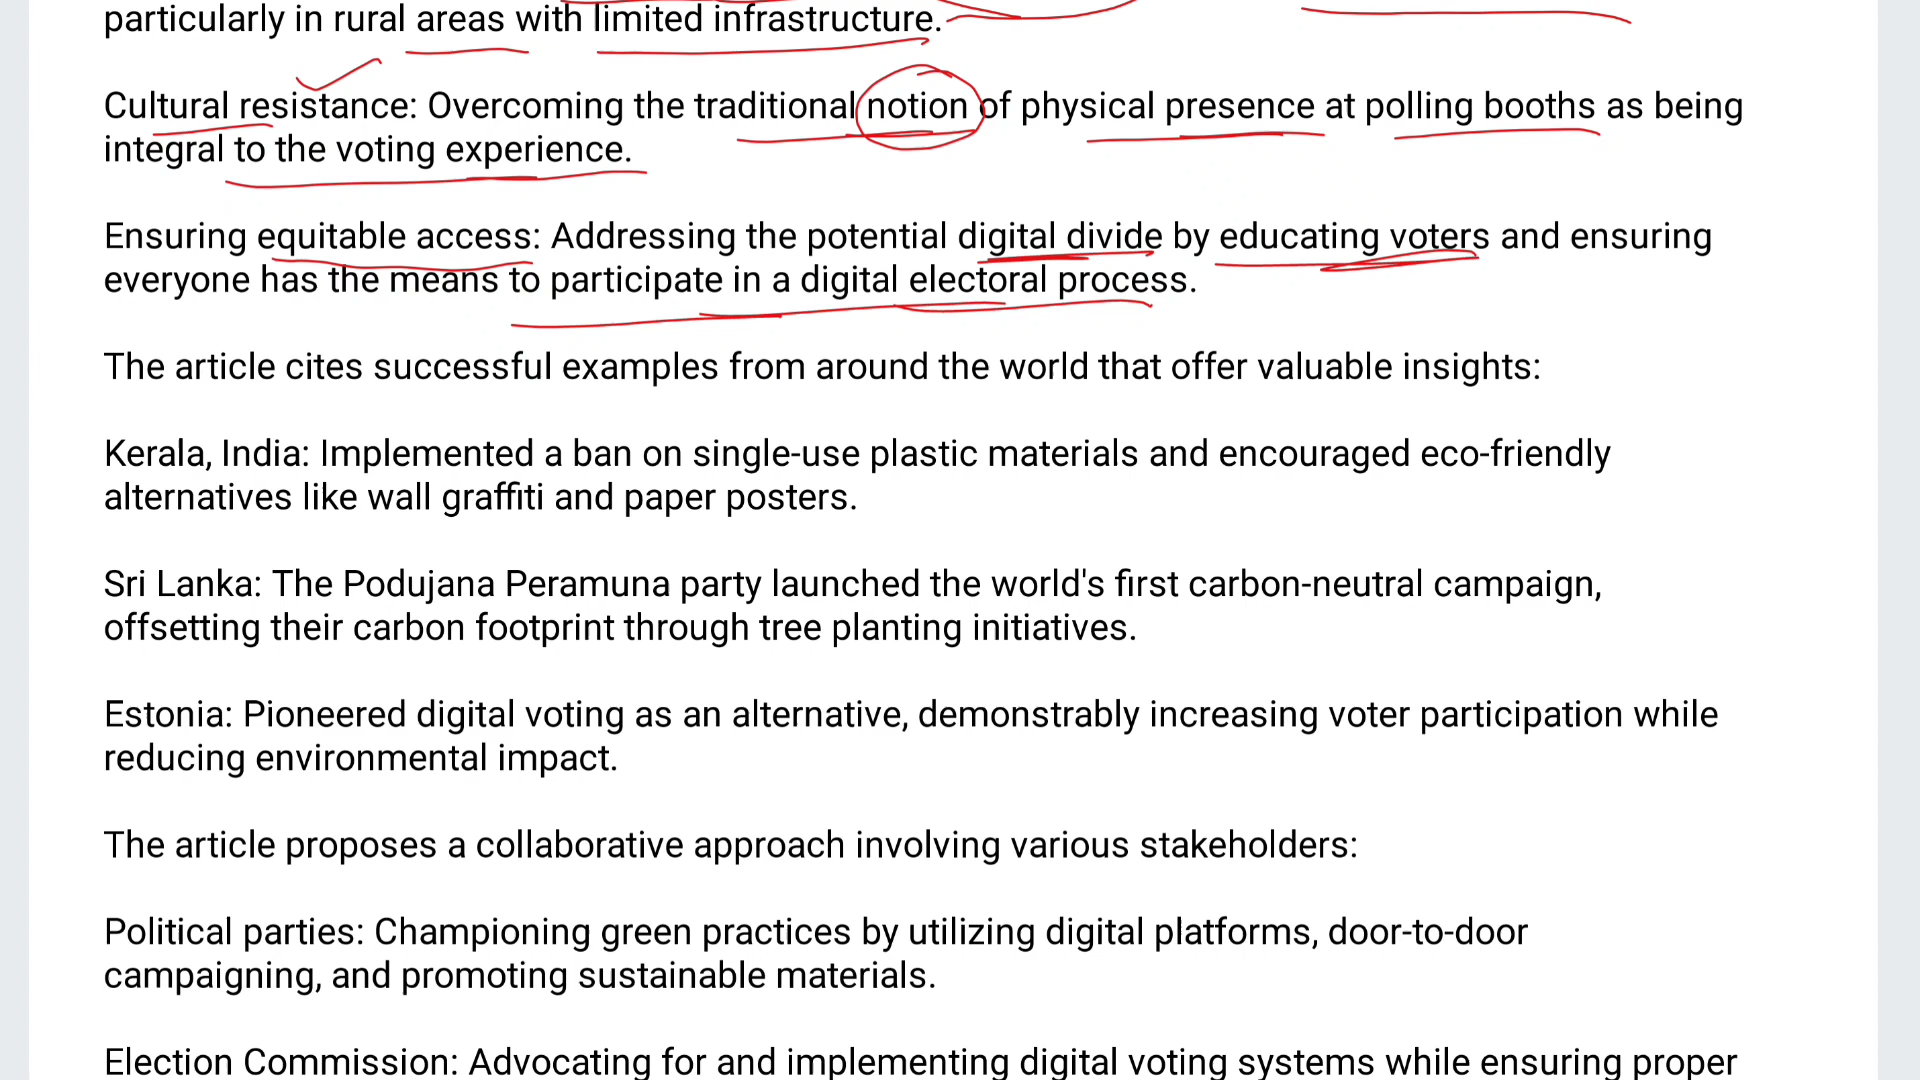 particularly in rural areas with limited infrastructure.
Cultural resistance: Overcoming the traditional notion of physical presence at polling booths as being
integral to the voting experience.
Ensuring equitable access: Addressing the potential digital divide by educating voters and ensuring
everyone has the means to participate in a digital electoral process.
The article cites successful examples from around the world that offer valuable insights:
Kerala, India: Implemented a ban on single-use plastic materials and encouraged eco-friendly
alternatives like wall graffiti and paper posters.
Sri Lanka: The Podujana Peramuna party launched the world's first carbon-neutral campaign,
offsetting their carbon footprint through tree planting initiatives.
Estonia: Pioneered digital voting as an alternative, demonstrably increasing voter participation while
reducing environmental impact.
The article proposes a collaborative approach involving various stakeholders:
Political parties: Championing green practices by utilizing digital platforms, door-to-door
campaigning, and promoting sustainable materials.
Election Commission: Advocating for and implementing digital voting systems while ensuring proper